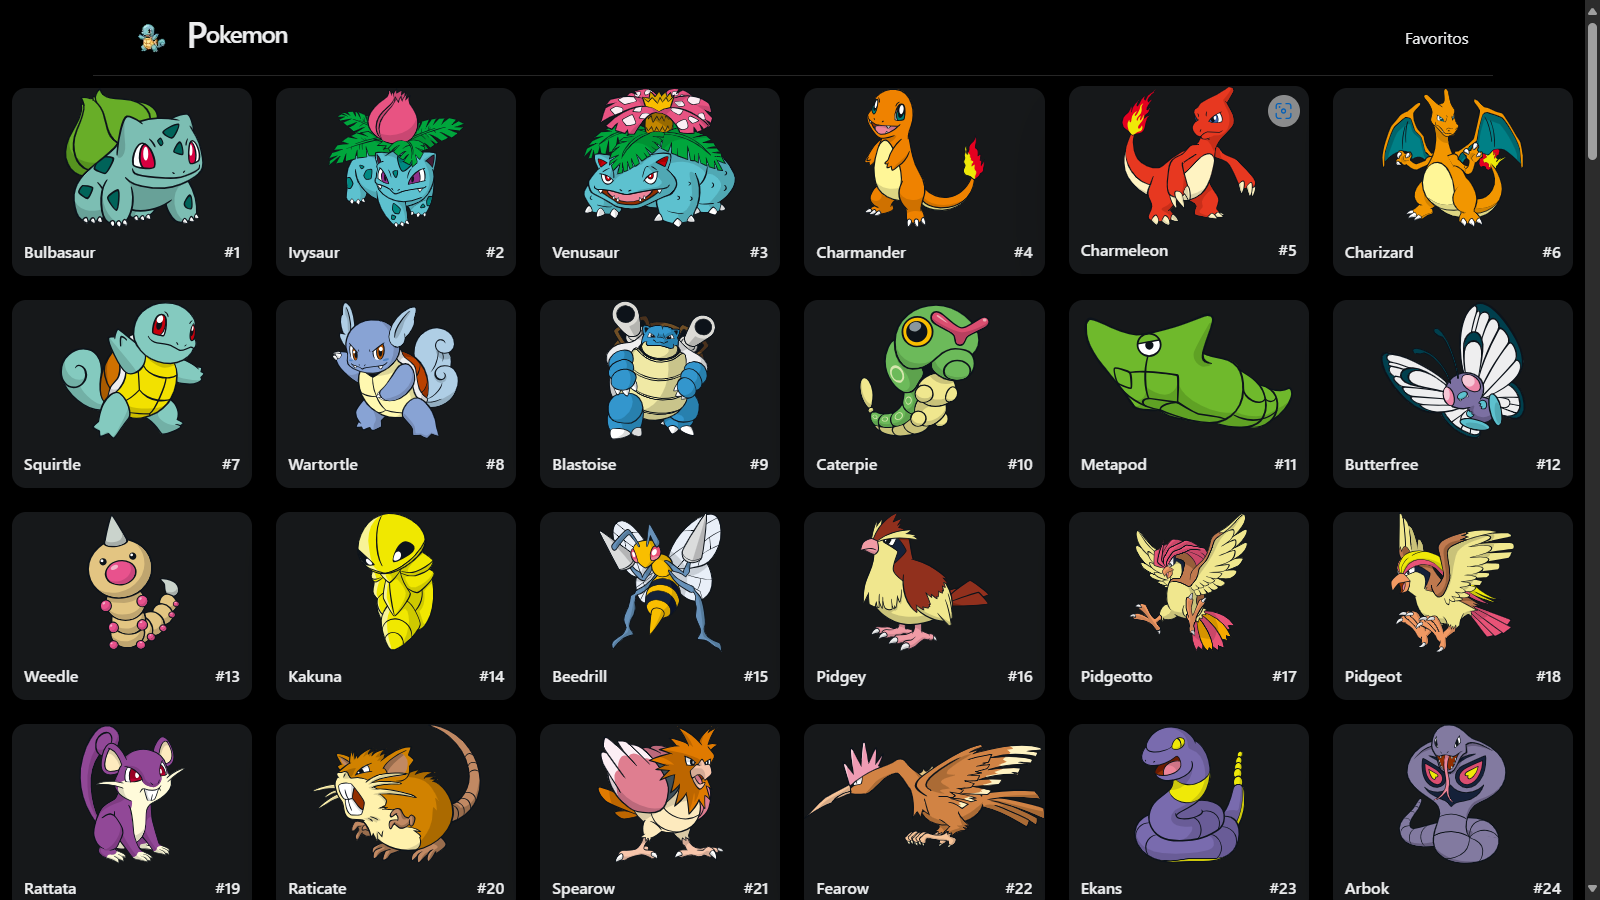 Pokemon
Favoritos
Bulbasaur #1
Ivysaur #2
Venusaur #3
Charmander #4
Charmeleon #5
Charizard #6
Squirtle #7
Wartortle #8
Blastoise #9
Caterpie #10
Metapod #11
Butterfree #12
Weedle #13
Kakuna #14
Beedrill #15
Pidgey #16
Pidgeotto #17
Pidgeot #18
Rattata #19
Raticate #20
Spearow #21
Fearow #22
Ekans #23
Arbok #24